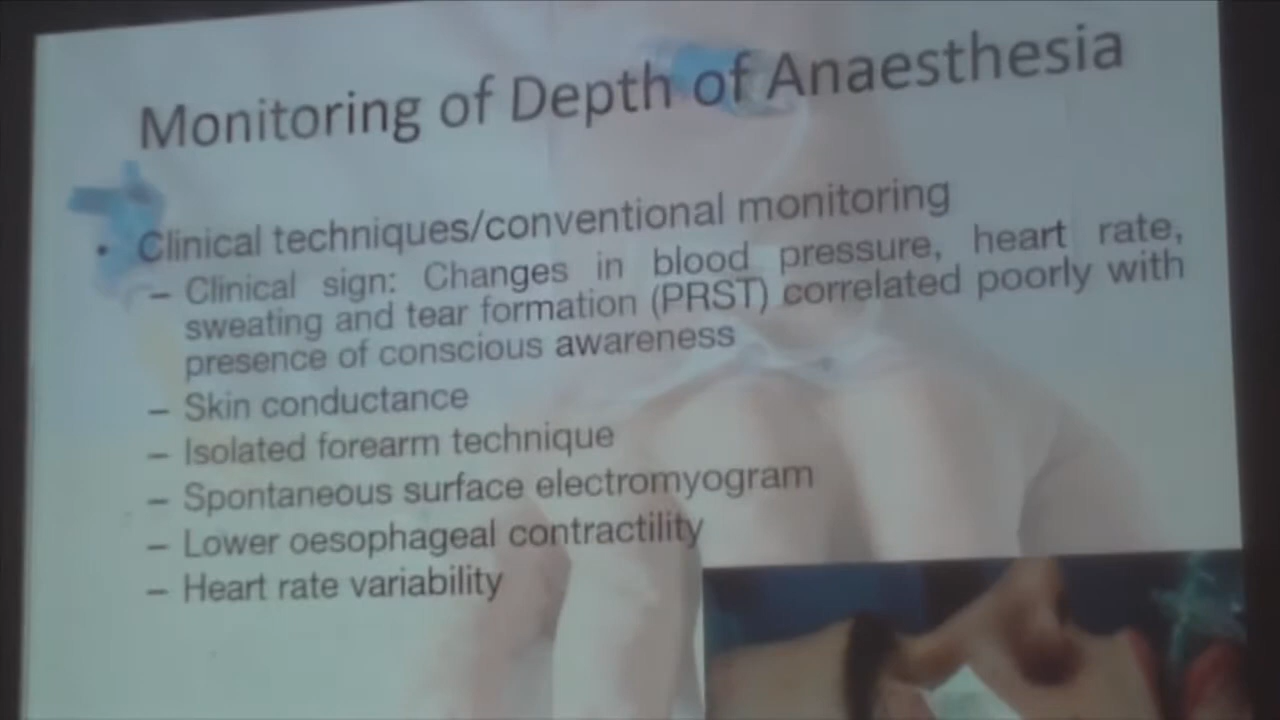 Monitoring of Depth of Anaesthesia
• Clinical techniques/conventional monitoring
– Clinical sign: Changes in blood pressure, heart rate,
sweating and tear formation (PRST) correlated poorly with
presence of conscious awareness
– Skin conductance
– Isolated forearm technique
– Spontaneous surface electromyogram
– Lower oesophageal contractility
– Heart rate variability